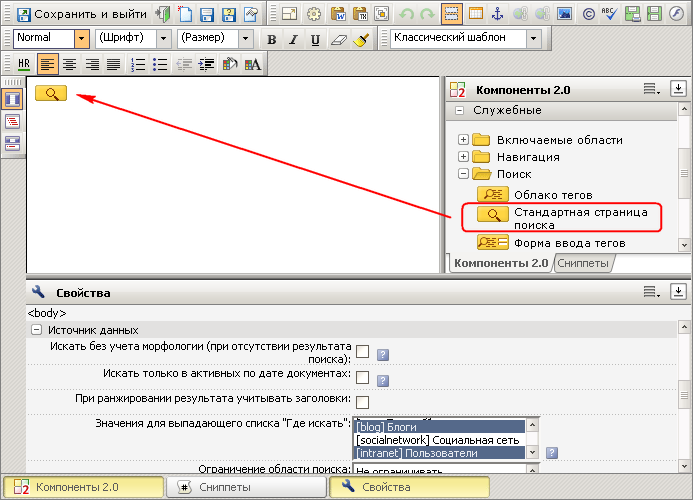 Сохранить и выйти
Normal (Шрифт) (Размер) B I U A Классический шаблон
HR
Компоненты 2.0
Служебные
Включаемые области
Навигация
Поиск
Облако тегов
Стандартная страница
поиска
Форма ввода тегов
Компоненты 2.0 Сниппеты
Свойства
<body>
Источник данных
Искать без учета морфологии (при отсутствии результата
поиска):
Искать только в активных по дате документах:
При ранжировании результата учитывать заголовки:
Значения для выпадающего списка "Где искать":
[blog] Блоги
[socialnetwork] Социальная сеть
[intranet] Пользователи
Ограничение области поиска: Не ограничивать
Компоненты 2.0 Сниппеты Свойства